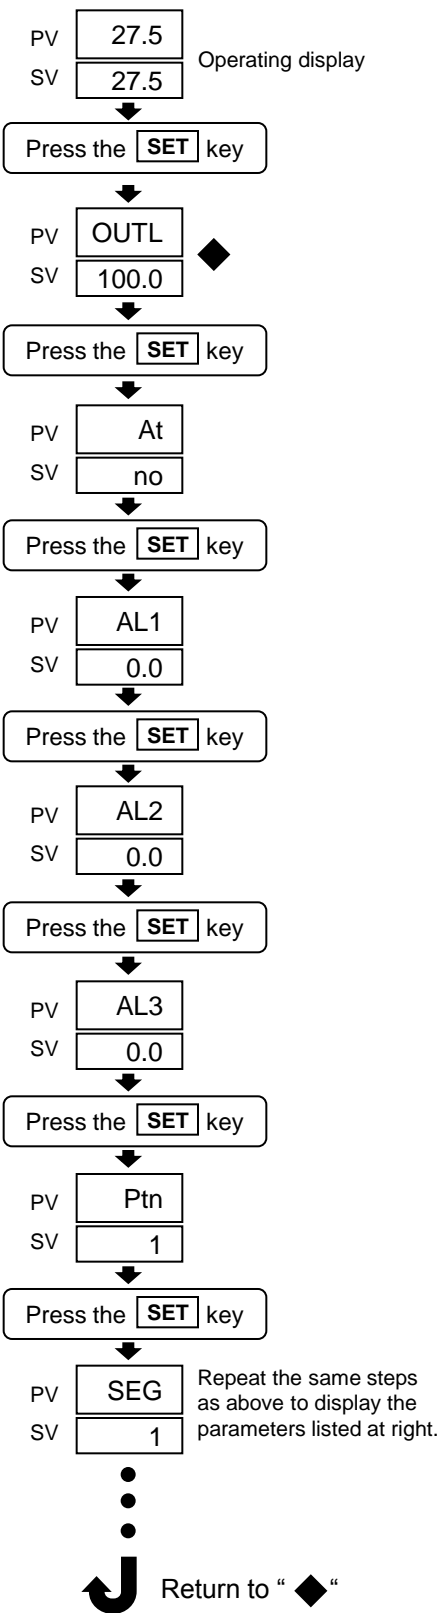 PV 27.5
SV 27.5
Operating display
Press the SET key
PV OUTL
SV 100.0
Press the SET key
PV At
SV no
Press the SET key
PV AL1
SV 0.0
Press the SET key
PV AL2
SV 0.0
Press the SET key
PV AL3
SV 0.0
Press the SET key
PV Ptn
SV 1
Press the SET key
PV SEG
SV 1
Repeat the same steps
as above to display the
parameters listed at right.
Return to “ ◆ “